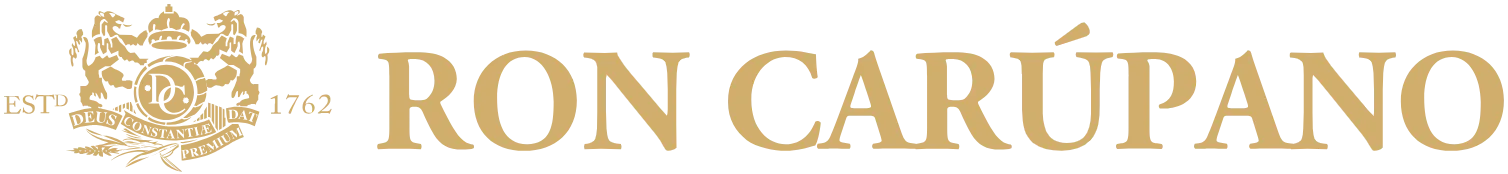 ESTD 1762
DC
DEUS CONSTANTIÆ DAT PREMIUM
RON CARÚPANO